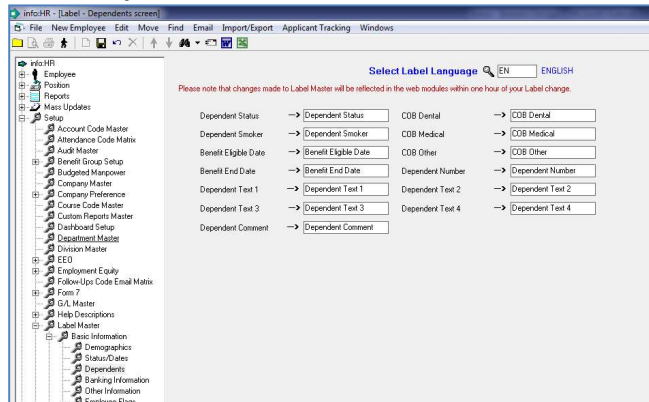 info:HR - [Label - Dependents screen]
File New Employee Edit Move Find Email Import/Export Applicant Tracking Windows
info:HR
Employee
Position
Reports
Mass Updates
Setup
Account Code Master
Attendance Code Matrix
Audit Master
Benefit Group Setup
Budgeted Manpower
Company Master
Company Preference
Course Code Master
Custom Reports Master
Dashboard Setup
Department Master
Division Master
EEO
Employment Equity
Follow-Ups Code Email Matrix
Form 7
G/L Master
Help Descriptions
Label Master
Basic Information
Demographics
Status/Dates
Dependents
Banking Information
Other Information
Employee Flags
Select Label Language EN ENGLISH
Please note that changes made to Label Master will be reflected in the web modules within one hour of your Label change.
Dependent Status Dependent Status COB Dental COB Dental
Dependent Smoker Dependent Smoker COB Medical COB Medical
Benefit Eligible Date Benefit Eligible Date COB Other COB Other
Benefit End Date Benefit End Date Dependent Number Dependent Number
Dependent Text 1 Dependent Text 1 Dependent Text 2 Dependent Text 2
Dependent Text 3 Dependent Text 3 Dependent Text 4 Dependent Text 4
Dependent Comment Dependent Comment